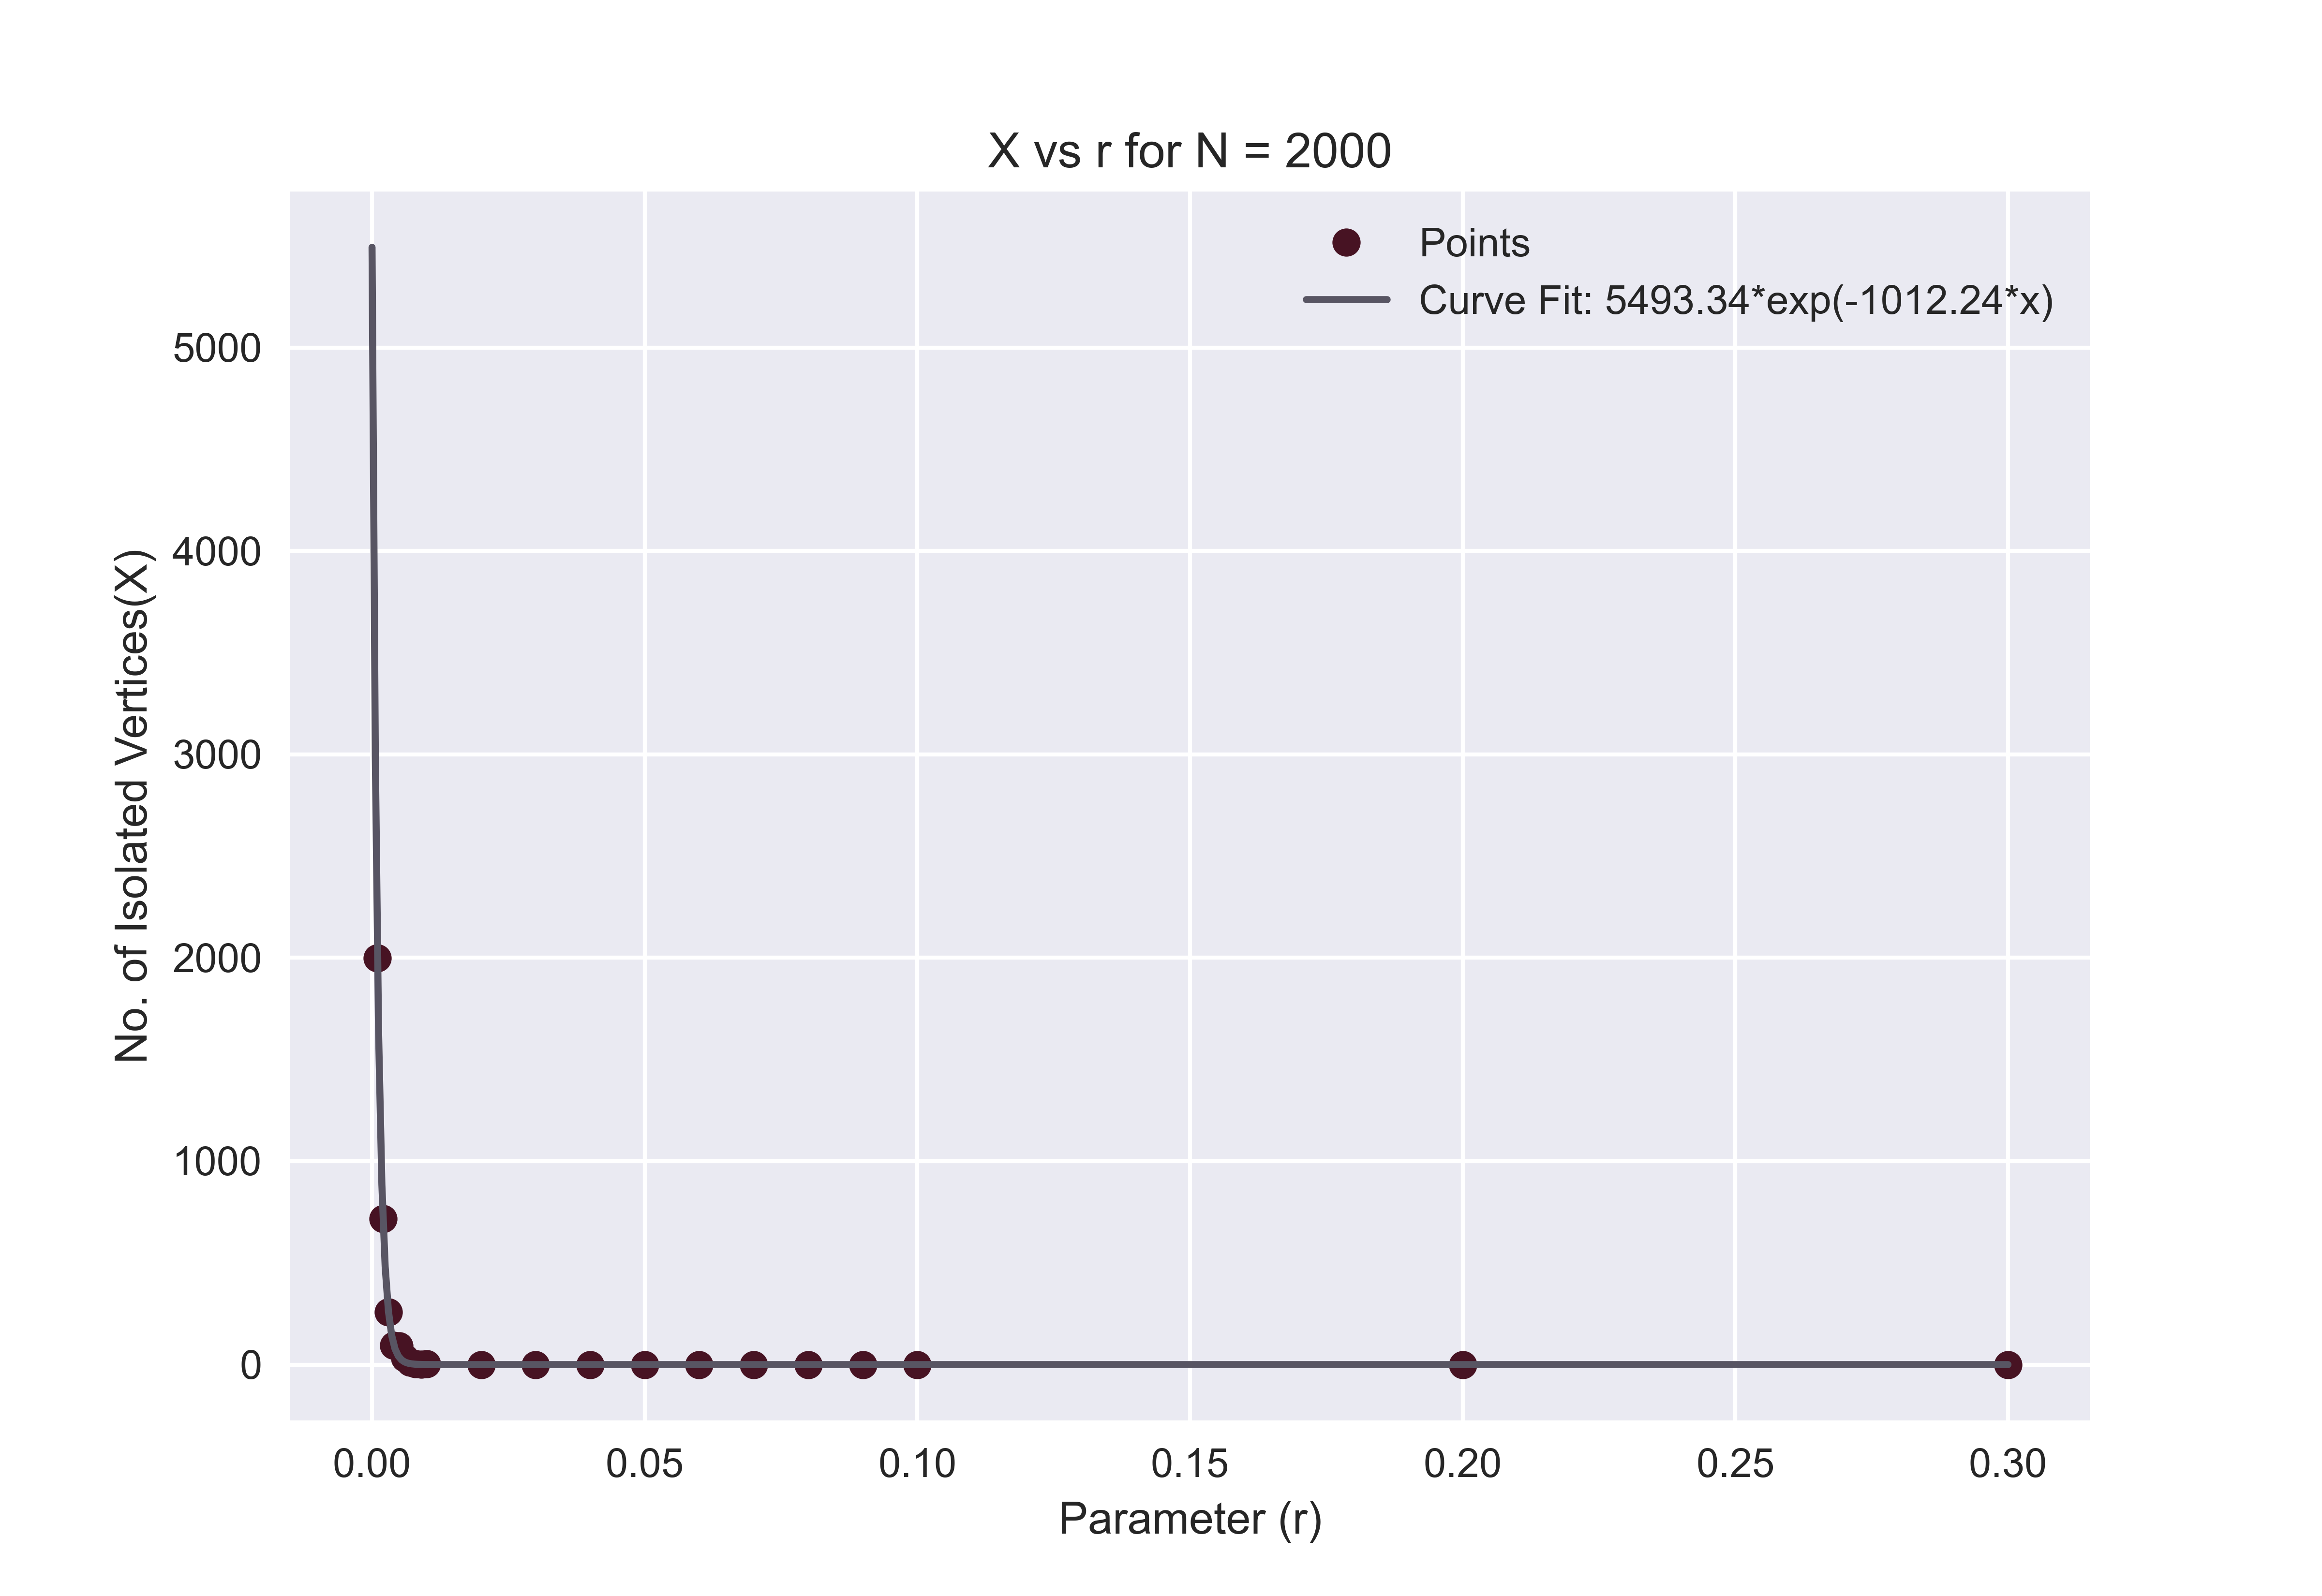 X vs r for N = 2000
Points
Curve Fit: 5493.34*exp(-1012.24*x)
No. of Isolated Vertices(X)
5000
4000
3000
2000
1000
0
0.00 0.05 0.10 0.15 0.20 0.25 0.30
Parameter (r)